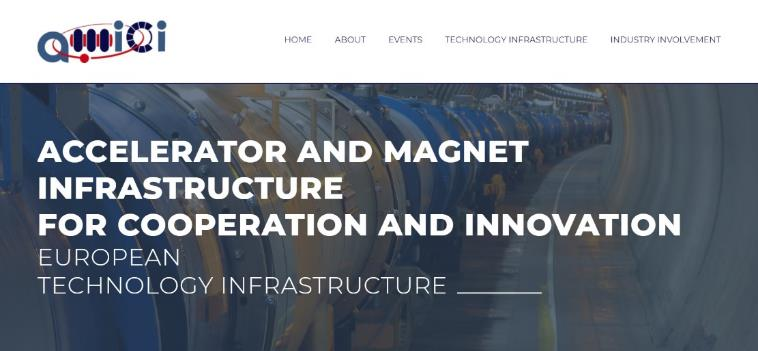 amici
HOME ABOUT EVENTS TECHNOLOGY INFRASTRUCTURE INDUSTRY INVOLVEMENT
ACCELERATOR AND MAGNET
INFRASTRUCTURE
FOR COOPERATION AND INNOVATION
EUROPEAN
TECHNOLOGY INFRASTRUCTURE